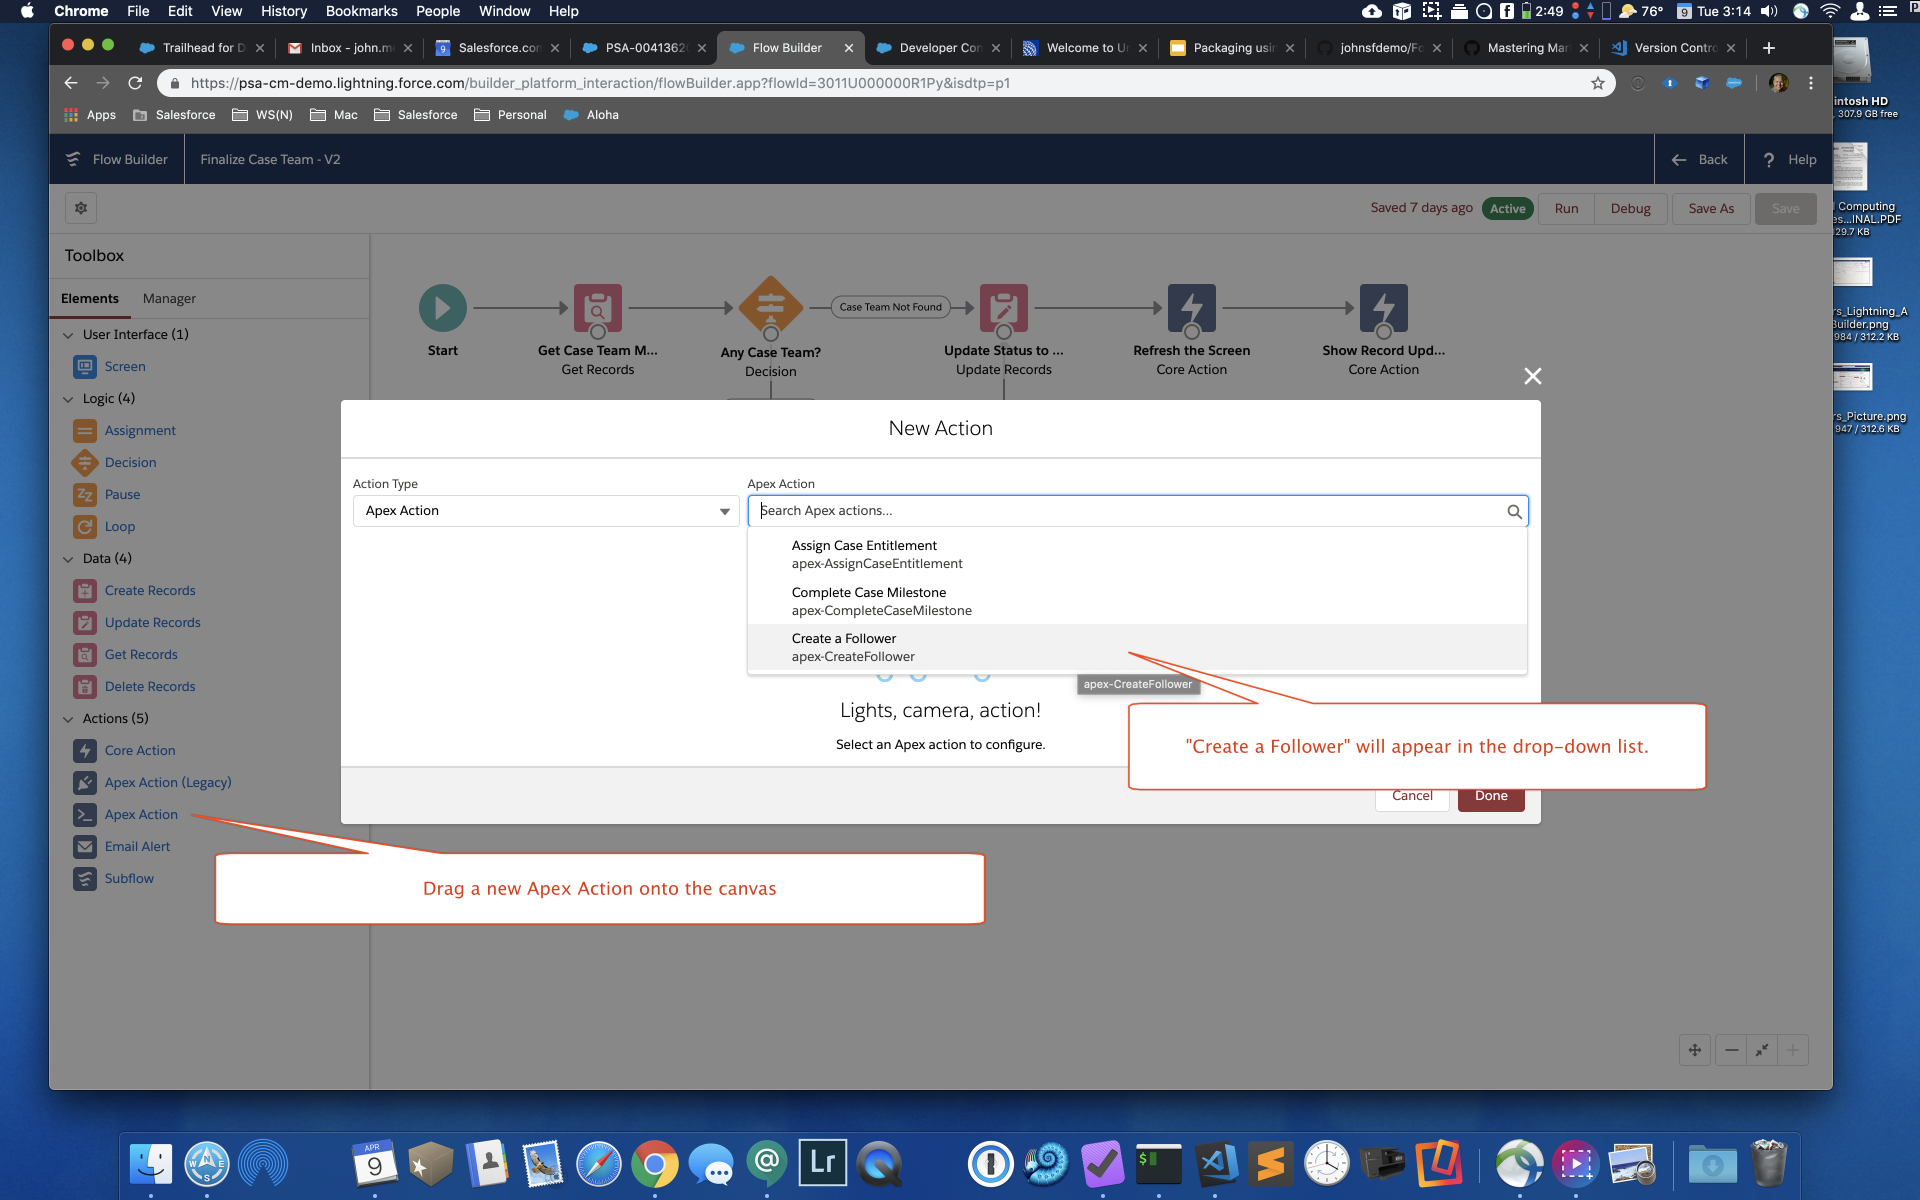 Chrome File Edit View History Bookmarks People Window Help
2:49 76° 9 Tue 3:14
Trailhead for D
Inbox - john.m
Salesforce.co
PSA-0041362
Flow Builder
Developer Con
Welcome to U
Packaging usi
johnsfdemo/Fo
Mastering Mar
Version Contro
https://psa-cm-demo.lightning.force.com/builder_platform_interaction/flowBuilder.app?flowId=3011U000000R1Py&isdtp=p1
Apps Salesforce WS(N) Mac Salesforce Personal Aloha
intosh HD
307.9 GB free
Flow Builder Finalize Case Team - V2 Back ? Help
Saved 7 days ago Active Run Debug Save As Save
Computing
es...INAL.PDF
29.7 KB
Toolbox
Elements Manager
User Interface (1)
Screen
Logic (4)
Assignment
Decision
Pause
Loop
Data (4)
Create Records
Update Records
Get Records
Delete Records
Actions (5)
Core Action
Apex Action (Legacy)
Apex Action
Email Alert
Subflow
Case Team Not Found
Start
Get Case Team M...
Get Records
Any Case Team?
Decision
Update Status to ...
Update Records
Refresh the Screen
Core Action
Show Record Upd...
Core Action
rs_Lightning_A
Builder.png
984 / 312.2 KB
rs_Picture.png
947 / 312.6 KB
New Action
Action Type
Apex Action
Apex Action
Search Apex actions...
Assign Case Entitlement
apex-AssignCaseEntitlement
Complete Case Milestone
apex-CompleteCaseMilestone
Create a Follower
apex-CreateFollower
apex-CreateFollower
Lights, camera, action!
Select an Apex action to configure.
"Create a Follower" will appear in the drop-down list.
Cancel Done
Drag a new Apex Action onto the canvas
APR
9
Lr